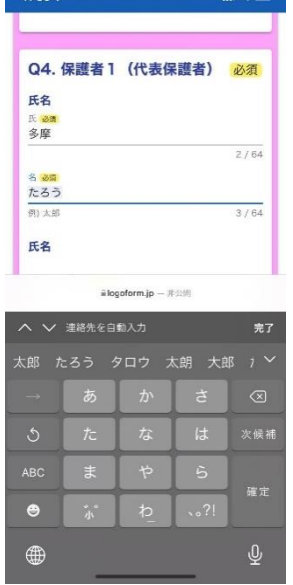 Q4. 保護者1 （代表保護者） 必須
氏名
氏 必須
多摩
2 / 64
名 必須
たろう
例) 太郎
3 / 64
氏名
logoform.jp — 非公開
連絡先を自動入力
完了
太郎 たろう タロウ 太朗 大郎
→ あ か さ
た な は 次候補
ABC ま や ら
小 わ 、。?! 確定